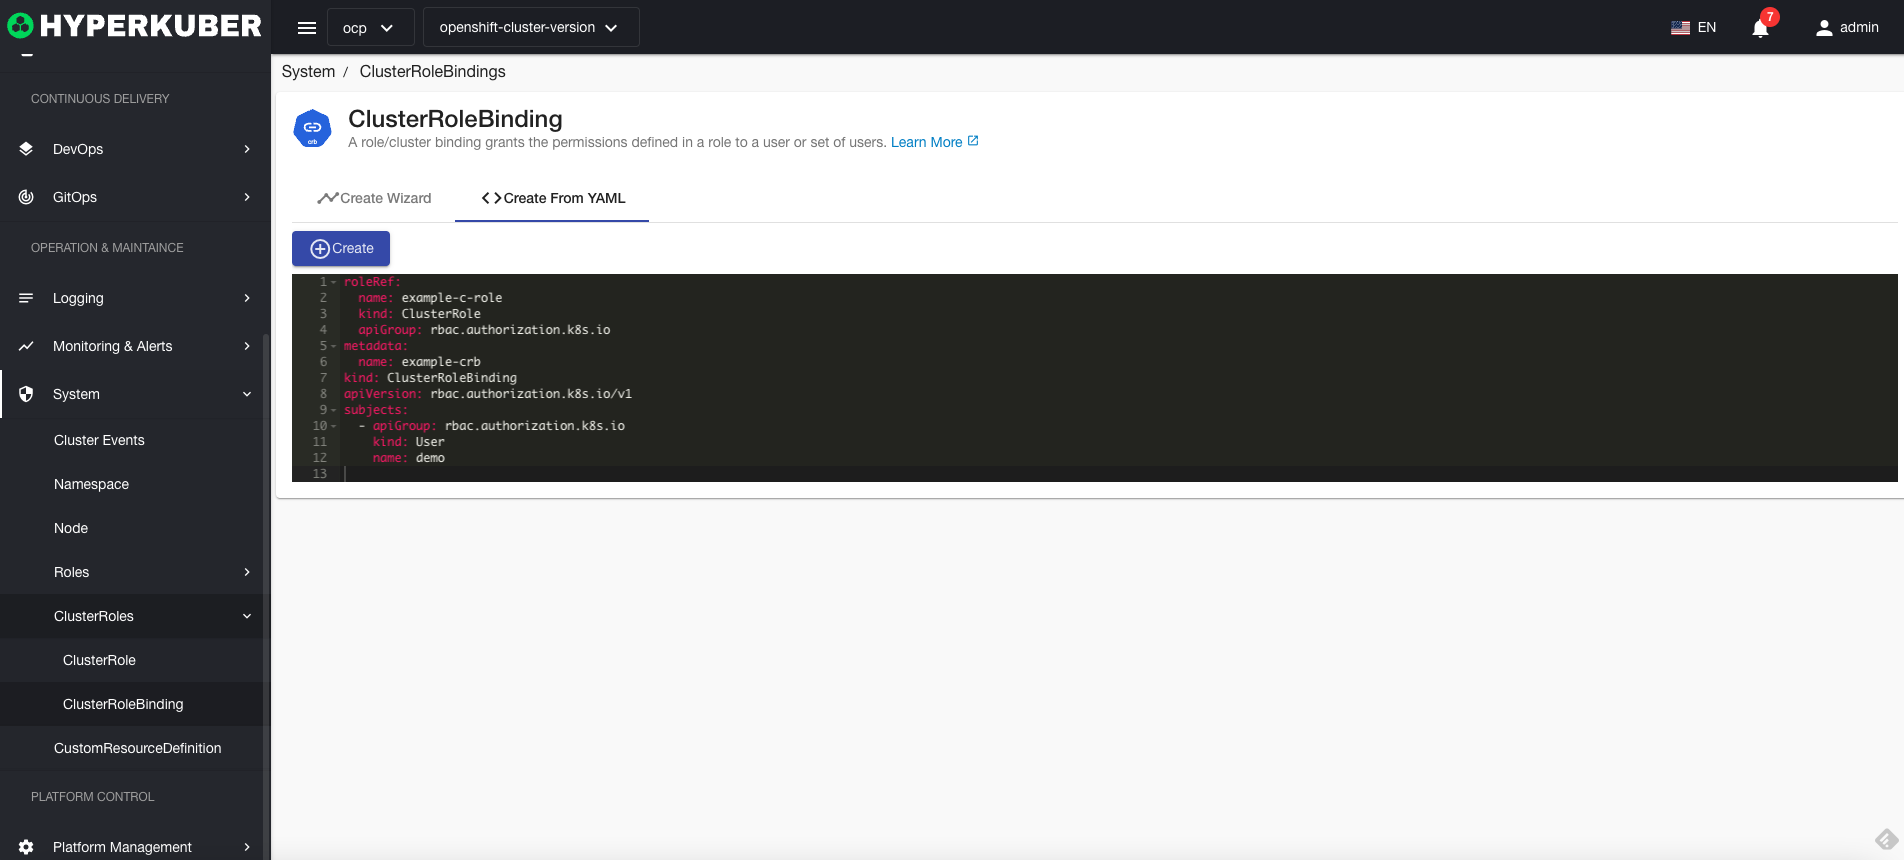 HYPERKUBER
ocp
openshift-cluster-version
EN
7
admin
CONTINUOUS DELIVERY
DevOps
GitOps
OPERATION & MAINTAINCE
Logging
Monitoring & Alerts
System
Cluster Events
Namespace
Node
Roles
ClusterRoles
ClusterRole
ClusterRoleBinding
CustomResourceDefinition
PLATFORM CONTROL
Platform Management
System / ClusterRoleBindings
crb
ClusterRoleBinding
A role/cluster binding grants the permissions defined in a role to a user or set of users. Learn More
Create Wizard
Create From YAML
Create
1 roleRef:
2 name: example-c-role
3 kind: ClusterRole
4 apiGroup: rbac.authorization.k8s.io
5 metadata:
6 name: example-crb
7 kind: ClusterRoleBinding
8 apiVersion: rbac.authorization.k8s.io/v1
9 subjects:
10 - apiGroup: rbac.authorization.k8s.io
11 kind: User
12 name: demo
13